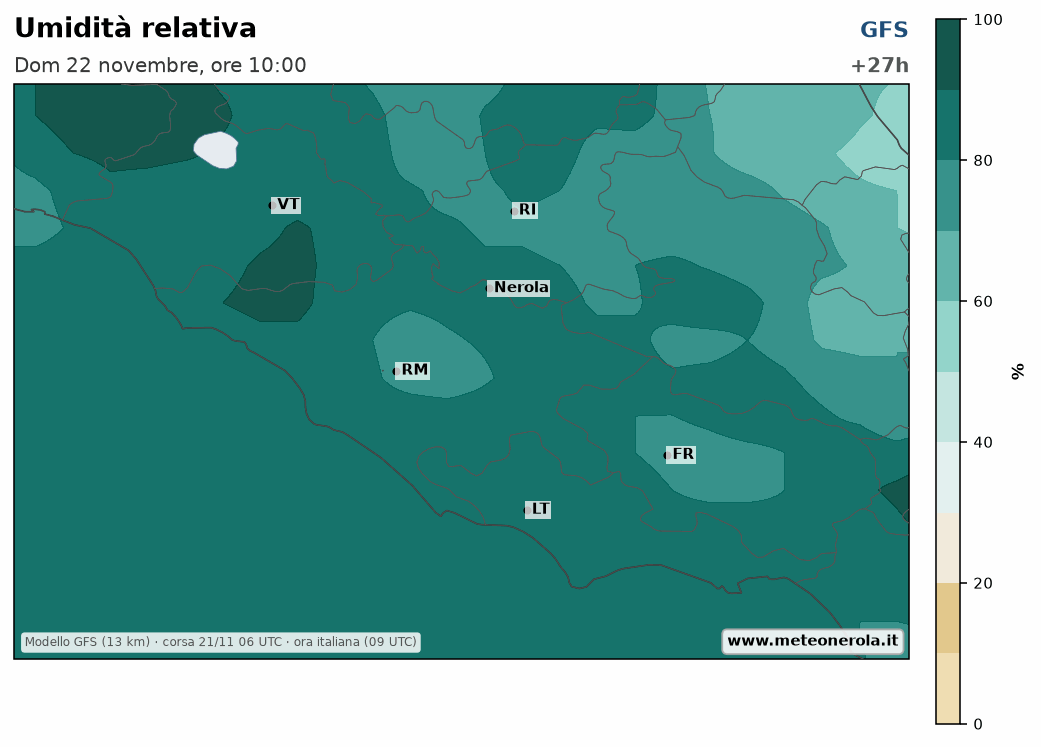 Umidità relativa
GFS
Dom 22 novembre, ore 10:00
+27h
100
80
60
40
20
0
%
VT
RI
Nerola
RM
FR
LT
Modello GFS (13 km) · corsa 21/11 06 UTC · ora italiana (09 UTC)
www.meteonerola.it